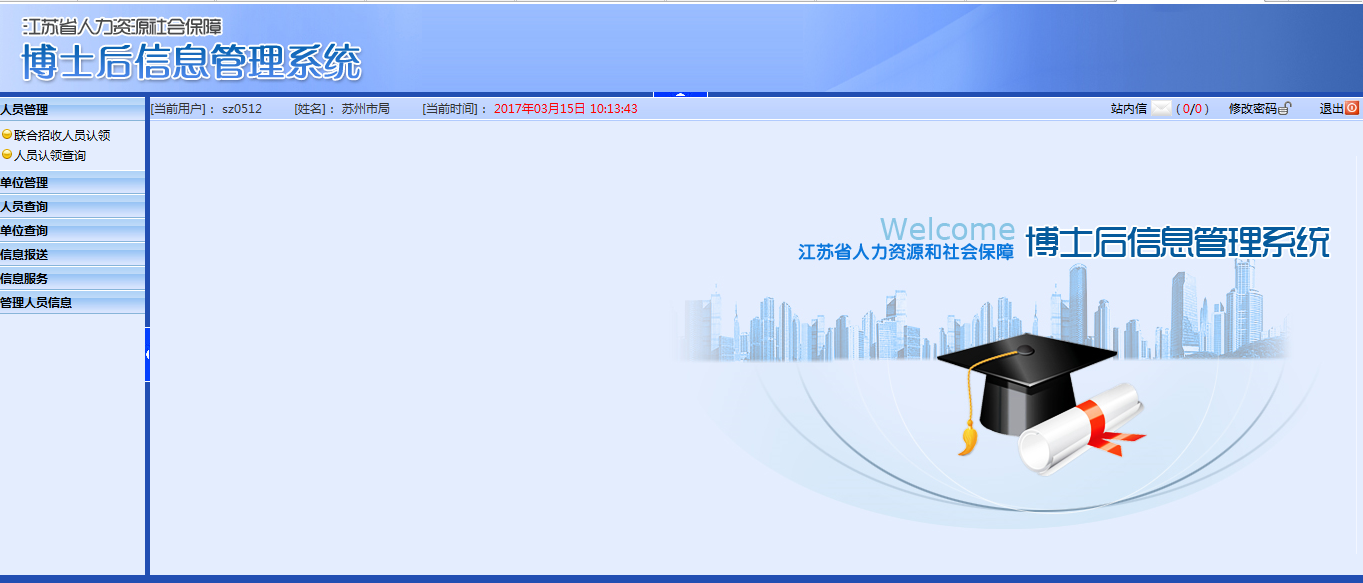 江苏省人力资源社会保障
博士后信息管理系统
人员管理
[当前用户]： sz0512 [姓名]： 苏州市局 [当前时间]： 2017年03月15日 10:13:43 站内信 ( 0/0 ) 修改密码 退出
联合招收人员认领
人员认领查询
单位管理
人员查询
单位查询
信息报送
信息服务
管理人员信息
Welcome
江苏省人力资源和社会保障 博士后信息管理系统